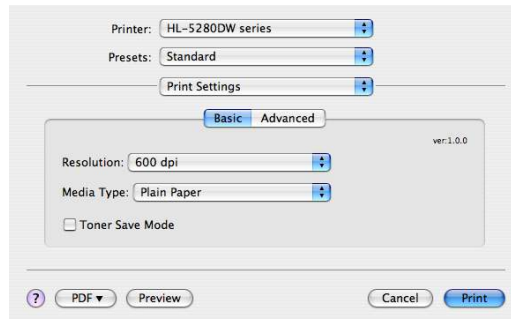 Printer: HL-5280DW series
Presets: Standard
Print Settings
Basic Advanced
ver:1.0.0
Resolution: 600 dpi
Media Type: Plain Paper
Toner Save Mode
? PDF ▼ Preview Cancel Print